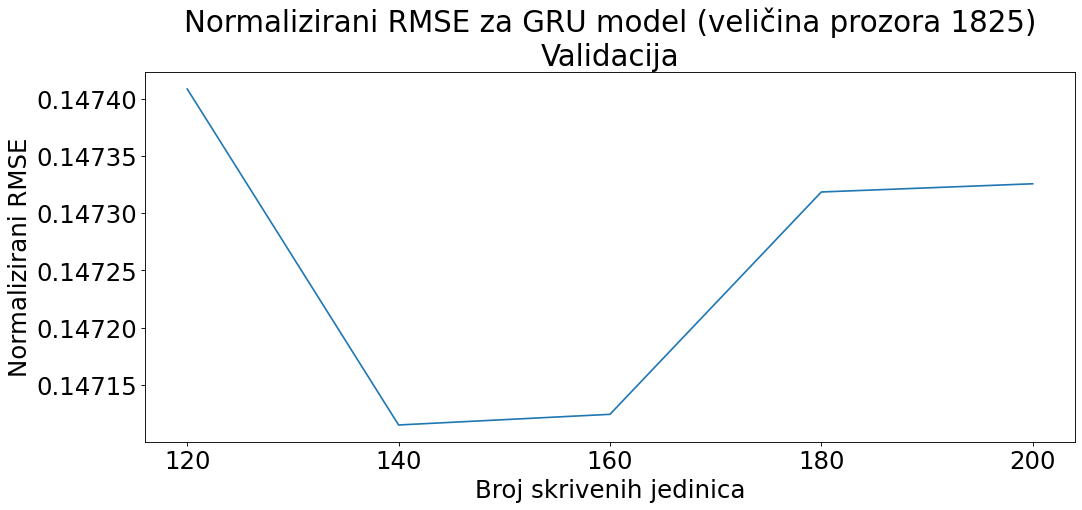 Normalizirani RMSE za GRU model (veličina prozora 1825)
Validacija
Normalizirani RMSE
0.14740
0.14735
0.14730
0.14725
0.14720
0.14715
120 140 160 180 200
Broj skrivenih jedinica